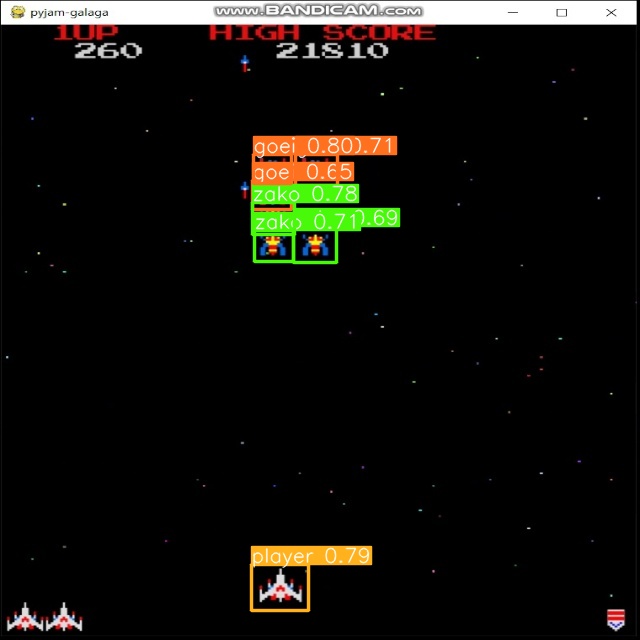 pyjam-galaga
www.BANDICAM.com
1UP HIGH SCORE
260 21810
goei 0.80 0.71
goe 0.65
zako 0.78
zako 0.71 0.69
player 0.79